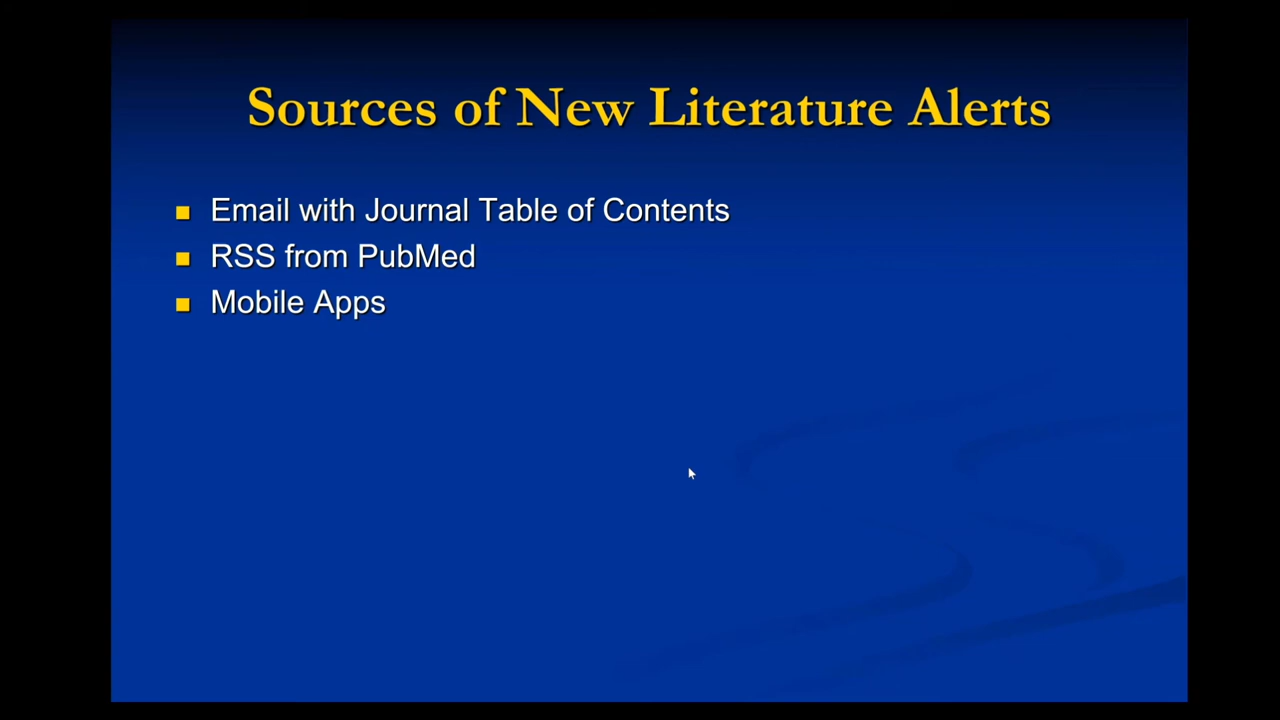 Sources of New Literature Alerts
Email with Journal Table of Contents
RSS from PubMed
Mobile Apps